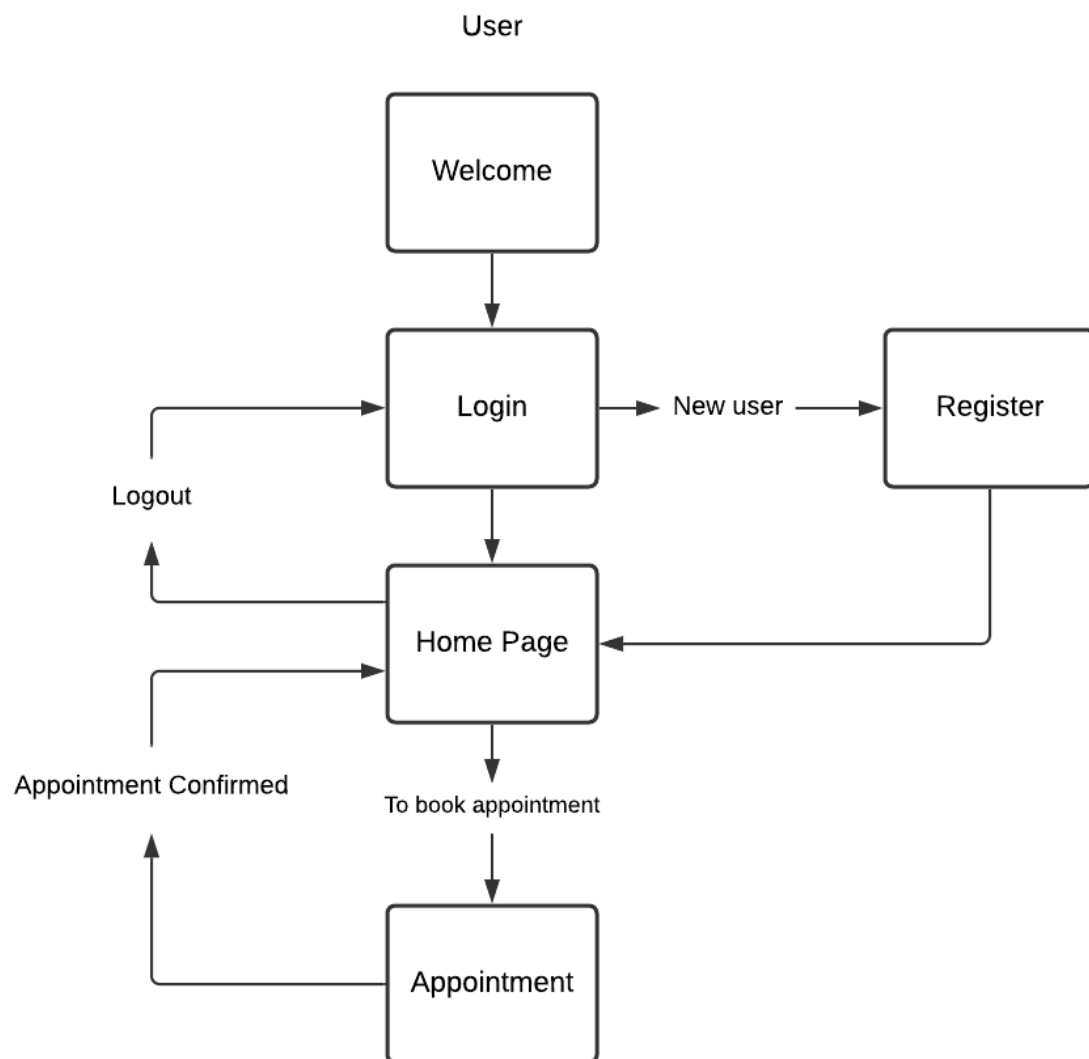 User
Welcome
Login
New user
Register
Logout
Home Page
Appointment Confirmed
To book appointment
Appointment